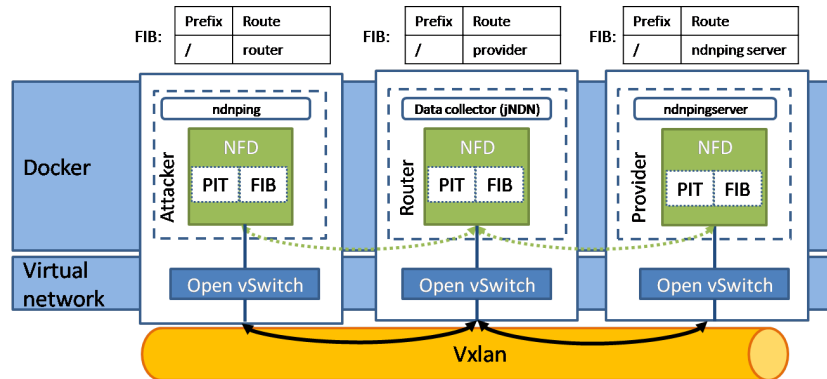 Prefix Route Prefix Route Prefix Route
FIB: / router FIB: / provider FIB: / ndnping server
ndnping Data collector (jNDN) ndnpingserver
NFD NFD NFD
Docker
Attacker PIT FIB Router PIT FIB Provider PIT FIB
Virtual
network
Open vSwitch Open vSwitch Open vSwitch
Vxlan